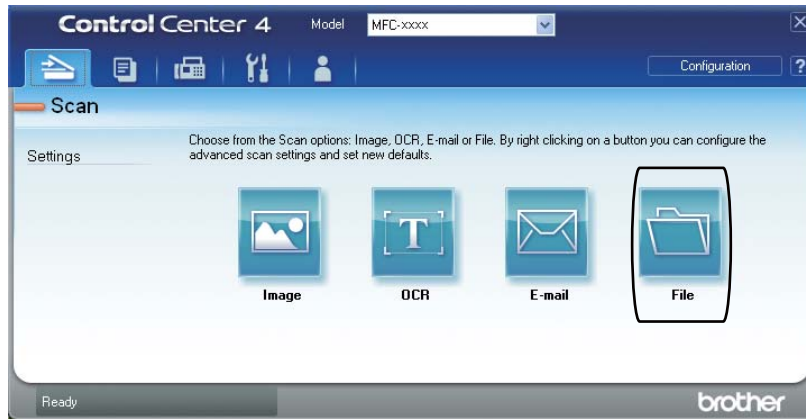 Control Center 4 Model MFC-xxxx
Configuration ?
Scan
Settings
Choose from the Scan options: Image, OCR, E-mail or File. By right clicking on a button you can configure the
advanced scan settings and set new defaults.
T
Image OCR E-mail File
Ready brother